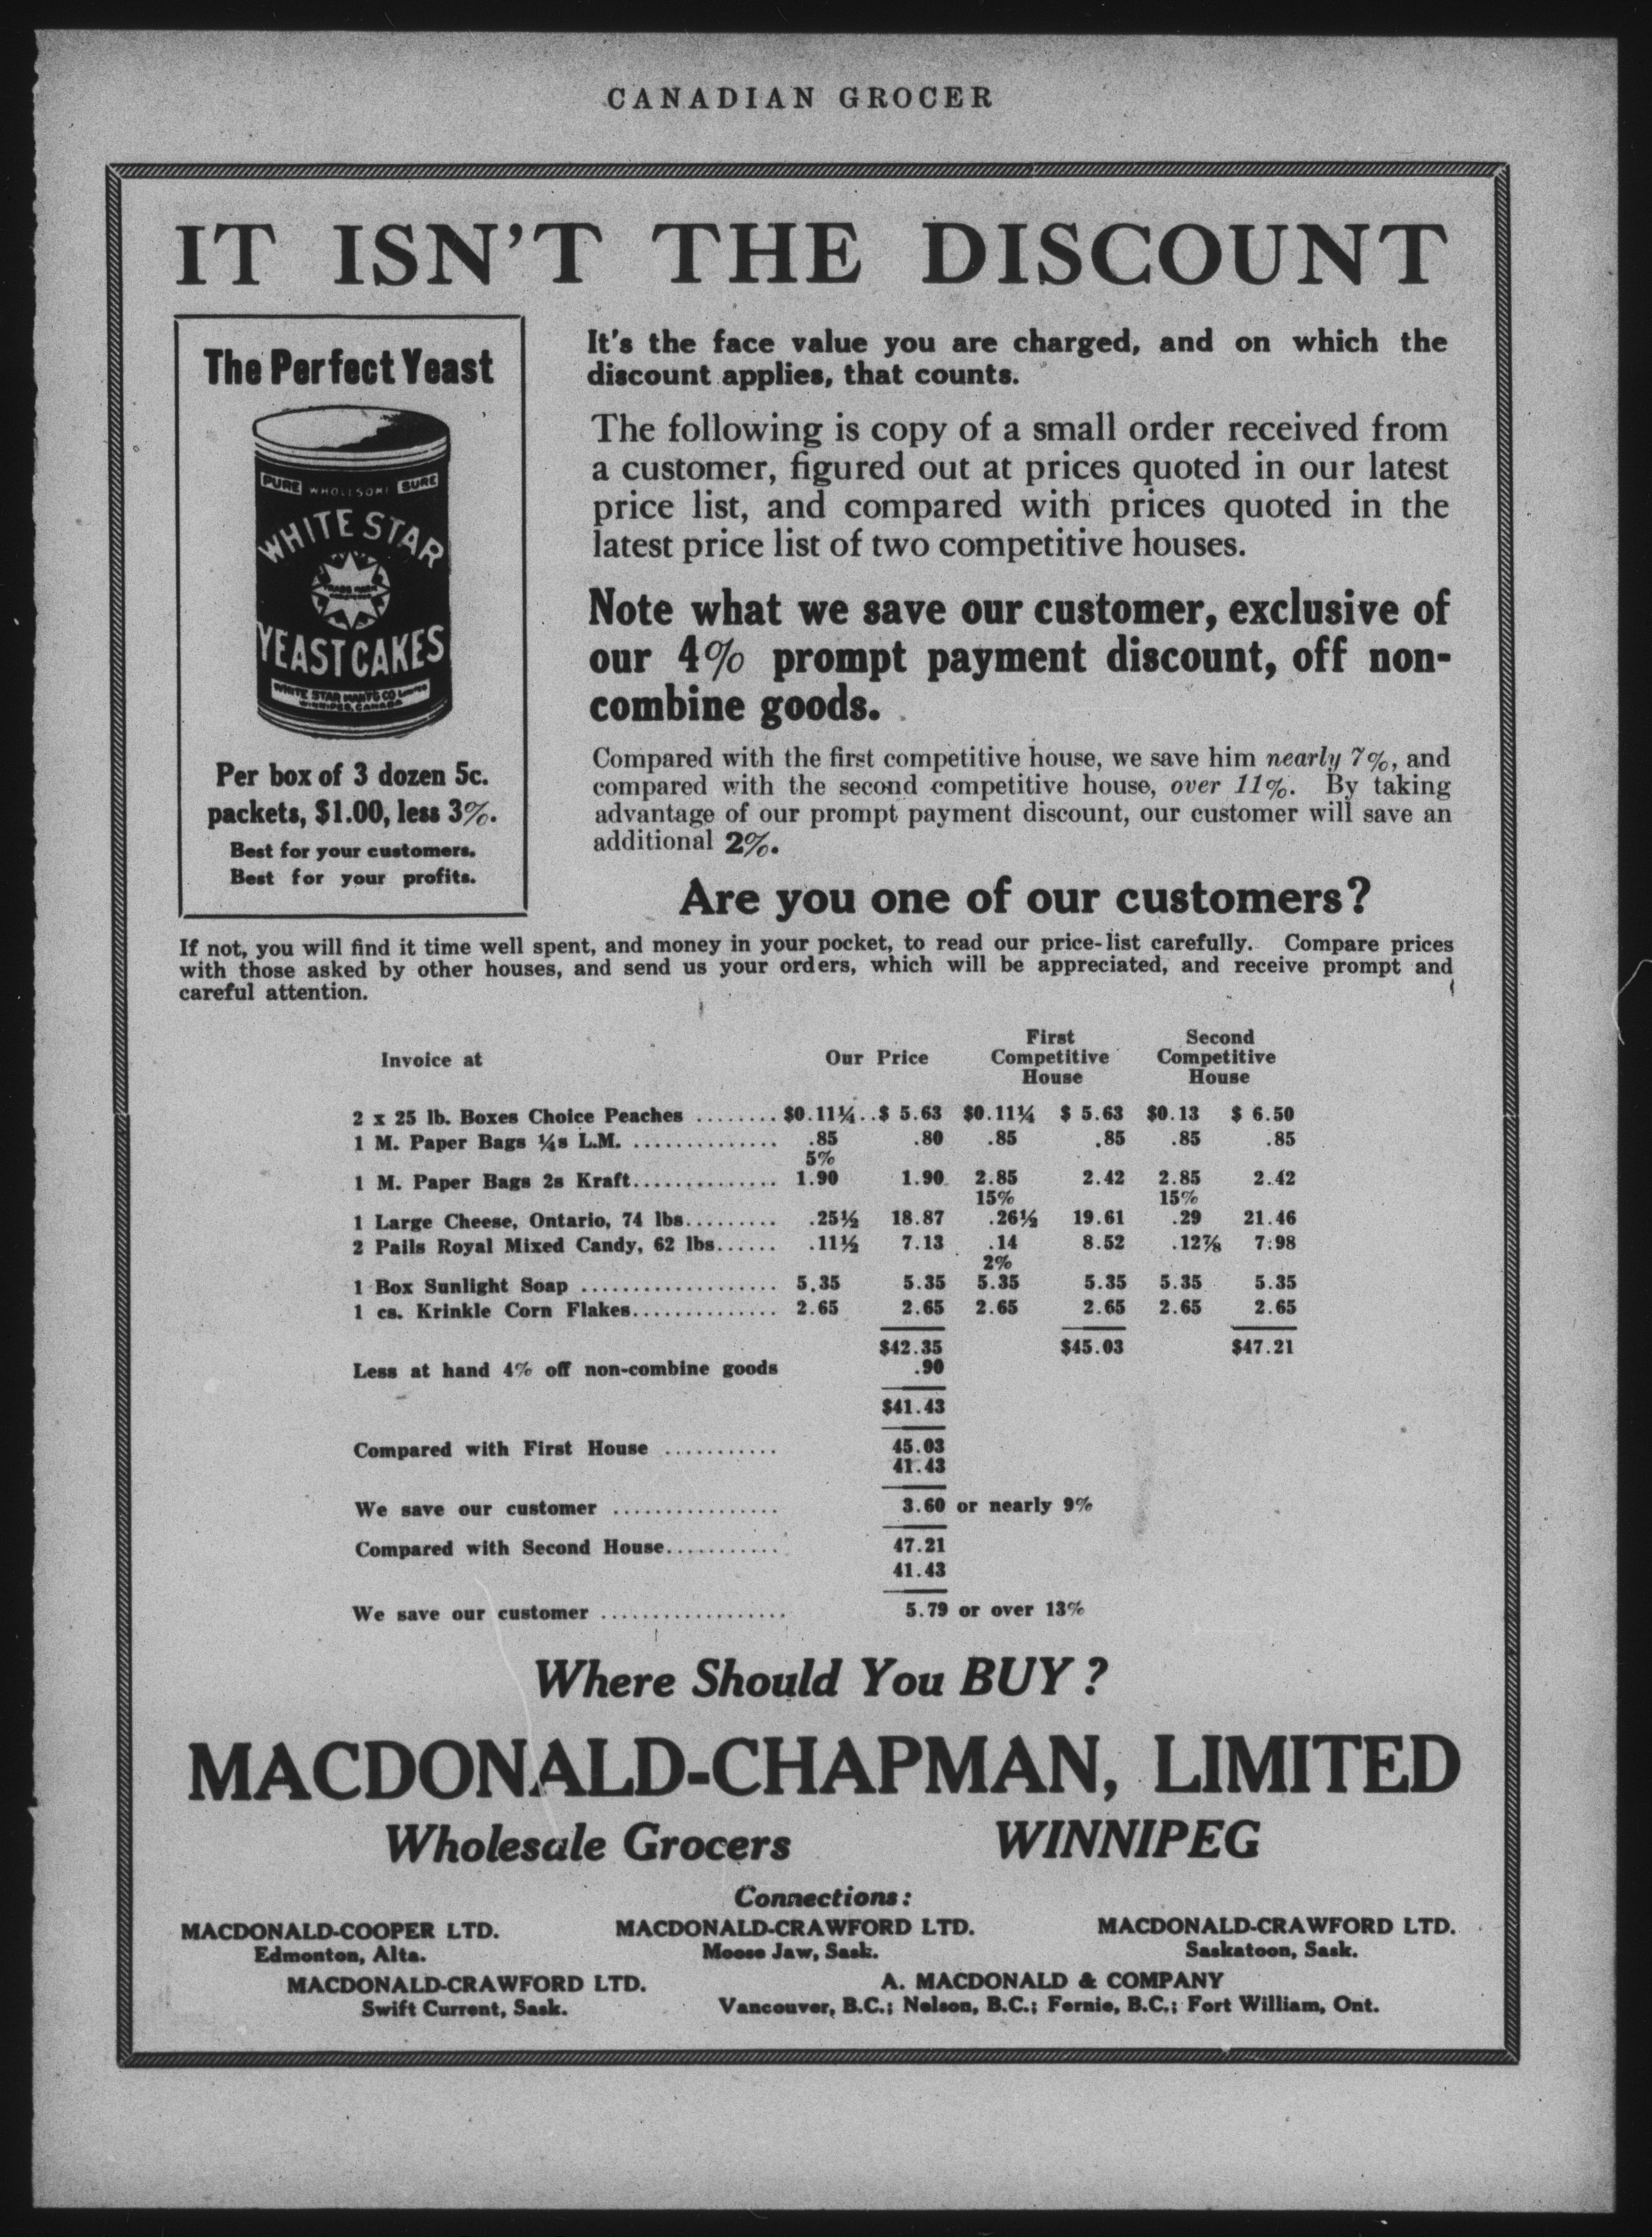 CANADIAN GROCER
IT ISN'T THE DISCOUNT
The Perfect Yeast
PURE WHOLESOME SURE
WHITE STAR
TRADE MARK
YEAST CAKES
WHITE STAR MANF'G CO LIMITED
WINNIPEG, CANADA
Per box of 3 dozen 5c.
packets, $1.00, less 3%.
Best for your customers.
Best for your profits.
It's the face value you are charged, and on which the
discount applies, that counts.
The following is copy of a small order received from
a customer, figured out at prices quoted in our latest
price list, and compared with prices quoted in the
latest price list of two competitive houses.
Note what we save our customer, exclusive of
our 4% prompt payment discount, off non-
combine goods.
Compared with the first competitive house, we save him nearly 7%, and
compared with the second competitive house, over 11%. By taking
advantage of our prompt payment discount, our customer will save an
additional 2%.
Are you one of our customers?
If not, you will find it time well spent, and money in your pocket, to read our price-list carefully. Compare prices
with those asked by other houses, and send us your orders, which will be appreciated, and receive prompt and
careful attention.
Invoice at Our Price First Competitive House Second Competitive House
2 x 25 lb. Boxes Choice Peaches ........ $0.11¼..$ 5.63 $0.11¼ $ 5.63 $0.13 $ 6.50
1 M. Paper Bags ¼s L.M. .............. .85 .80 .85 .85 .85 .85
5%
1 M. Paper Bags 2s Kraft.............. 1.90 1.90 2.85 2.42 2.85 2.42
15% 15%
1 Large Cheese, Ontario, 74 lbs......... .25½ 18.87 .26½ 19.61 .29 21.46
2 Pails Royal Mixed Candy, 62 lbs...... .11½ 7.13 .14 8.52 .12⅞ 7.98
2%
1 Box Sunlight Soap ................... 5.35 5.35 5.35 5.35 5.35 5.35
1 cs. Krinkle Corn Flakes.............. 2.65 2.65 2.65 2.65 2.65 2.65
$42.35 $45.03 $47.21
Less at hand 4% off non-combine goods .90
$41.43
Compared with First House ........... 45.03
41.43
We save our customer ................ 3.60 or nearly 9%
Compared with Second House........... 47.21
41.43
We save our customer .................. 5.79 or over 13%
Where Should You BUY?
MACDONALD-CHAPMAN, LIMITED
Wholesale Grocers WINNIPEG
Connections:
MACDONALD-COOPER LTD. MACDONALD-CRAWFORD LTD. MACDONALD-CRAWFORD LTD.
Edmonton, Alta. Moose Jaw, Sask. Saskatoon, Sask.
MACDONALD-CRAWFORD LTD. A. MACDONALD & COMPANY
Swift Current, Sask. Vancouver, B.C.; Nelson, B.C.; Fernie, B.C.; Fort William, Ont.